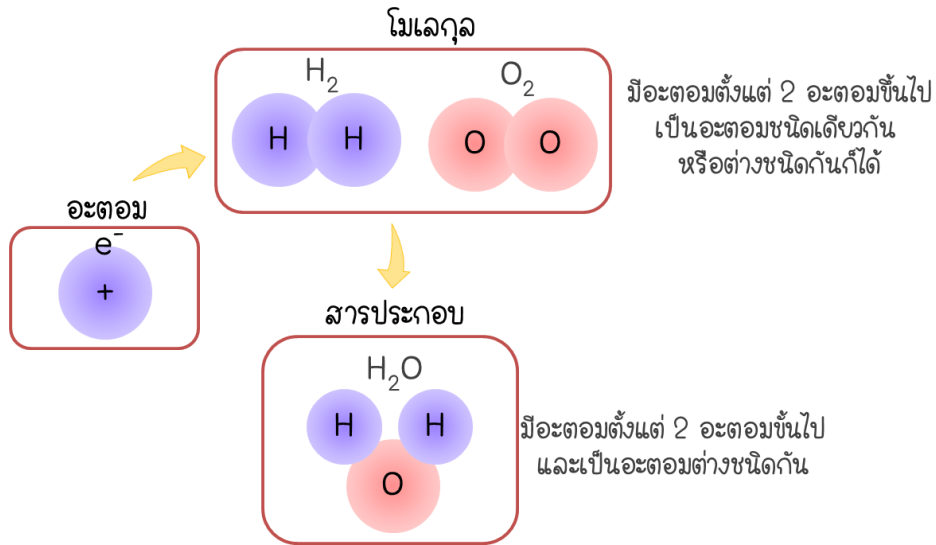 โมเลกุล
H₂
O₂
H H
O O
มีอะตอมตั้งแต่ 2 อะตอมขึ้นไป
เป็นอะตอมชนิดเดียวกัน
หรือต่างชนิดกันก็ได้
อะตอม
e⁻
+
สารประกอบ
H₂O
H H
O
มีอะตอมตั้งแต่ 2 อะตอมขั้นไป
และเป็นอะตอมต่างชนิดกัน